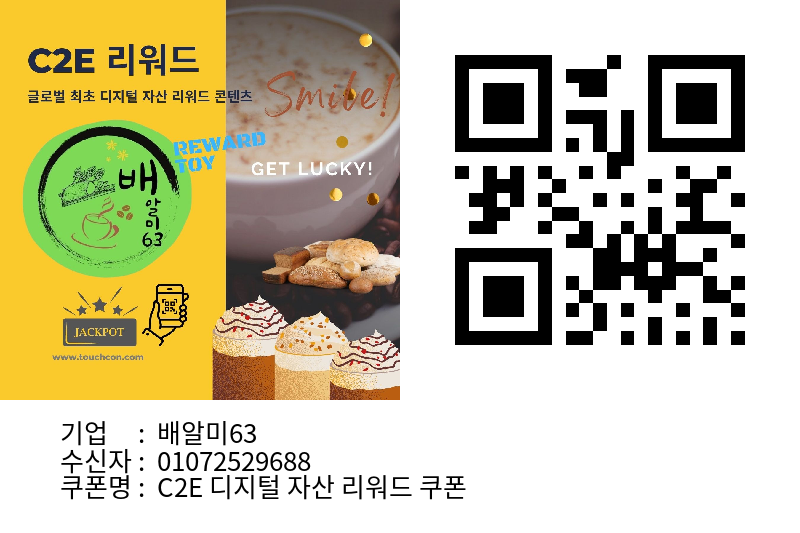 C2E 리워드
글로벌 최초 디지털 자산 리워드 콘텐츠
Smile!
REWARD
TOY
GET LUCKY!
배
알
미
63
JACKPOT
www.touchcon.com
기업 : 배알미63
수신자 : 01072529688
쿠폰명 : C2E 디지털 자산 리워드 쿠폰